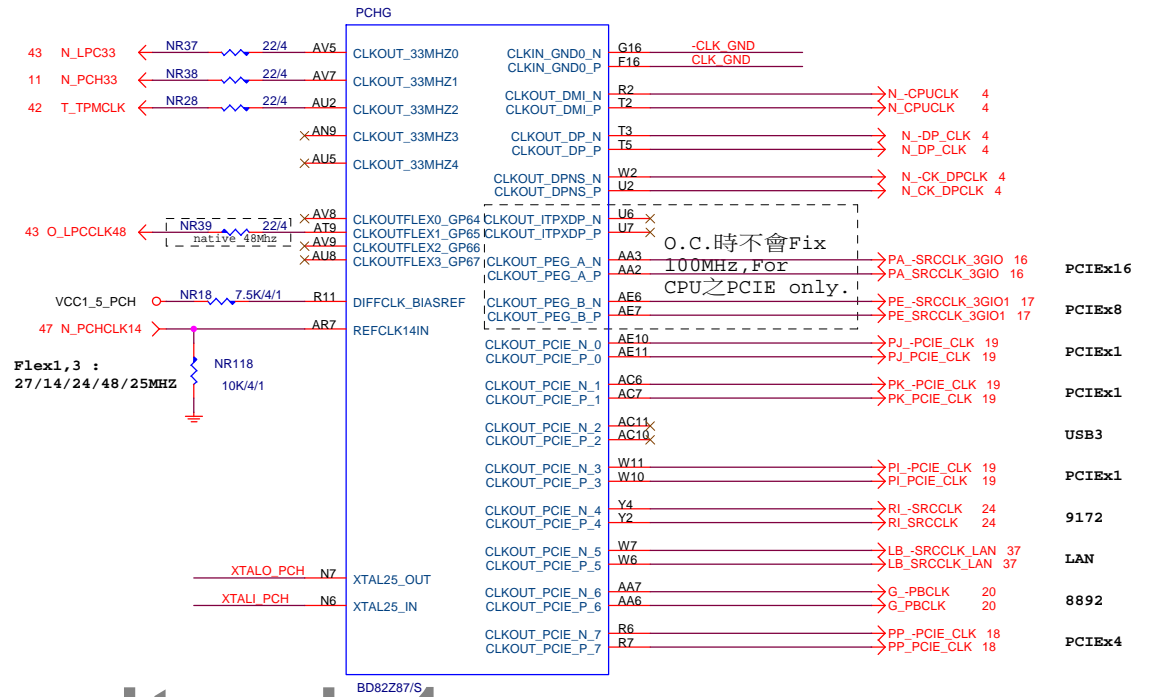 PCHG
43 N_LPC33 NR37 22/4 AV5 CLKOUT_33MHZ0
11 N_PCH33 NR38 22/4 AV7 CLKOUT_33MHZ1
42 T_TPMCLK NR28 22/4 AU2 CLKOUT_33MHZ2
AN9 CLKOUT_33MHZ3
AU5 CLKOUT_33MHZ4
AV8 CLKOUTFLEX0_GP64
43 O_LPCCLK48 NR39 22/4 AT9 CLKOUTFLEX1_GP65
native 48Mhz
AV9 CLKOUTFLEX2_GP66
AU8 CLKOUTFLEX3_GP67
VCC1_5_PCH NR18 7.5K/4/1 R11 DIFFCLK_BIASREF
47 N_PCHCLK14 AR7 REFCLK14IN
Flex1,3 :
27/14/24/48/25MHZ
NR118
10K/4/1
XTALO_PCH N7 XTAL25_OUT
XTALI_PCH N6 XTAL25_IN
CLKIN_GND0_N G16 -CLK_GND
CLKIN_GND0_P F16 CLK_GND
CLKOUT_DMI_N R2 N_-CPUCLK 4
CLKOUT_DMI_P T2 N_CPUCLK 4
CLKOUT_DP_N T3 N_-DP_CLK 4
CLKOUT_DP_P T5 N_DP_CLK 4
CLKOUT_DPNS_N W2 N_-CK_DPCLK 4
CLKOUT_DPNS_P U2 N_CK_DPCLK 4
CLKOUT_ITPXDP_N U6
CLKOUT_ITPXDP_P U7
O.C.時不會Fix
100MHz,For
CPU之PCIE only.
CLKOUT_PEG_A_N AA3 PA_-SRCCLK_3GIO 16
CLKOUT_PEG_A_P AA2 PA_SRCCLK_3GIO 16
PCIEx16
CLKOUT_PEG_B_N AE6 PE_-SRCCLK_3GIO1 17
CLKOUT_PEG_B_P AE7 PE_SRCCLK_3GIO1 17
PCIEx8
CLKOUT_PCIE_N_0 AE10 PJ_-PCIE_CLK 19
CLKOUT_PCIE_P_0 AE11 PJ_PCIE_CLK 19
PCIEx1
CLKOUT_PCIE_N_1 AC6 PK_-PCIE_CLK 19
CLKOUT_PCIE_P_1 AC7 PK_PCIE_CLK 19
PCIEx1
CLKOUT_PCIE_N_2 AC11
CLKOUT_PCIE_P_2 AC10
USB3
CLKOUT_PCIE_N_3 W11 PI_-PCIE_CLK 19
CLKOUT_PCIE_P_3 W10 PI_PCIE_CLK 19
PCIEx1
CLKOUT_PCIE_N_4 Y4 RI_-SRCCLK 24
CLKOUT_PCIE_P_4 Y2 RI_SRCCLK 24
9172
CLKOUT_PCIE_N_5 W7 LB_-SRCCLK_LAN 37
CLKOUT_PCIE_P_5 W6 LB_SRCCLK_LAN 37
LAN
CLKOUT_PCIE_N_6 AA7 G_-PBCLK 20
CLKOUT_PCIE_P_6 AA6 G_PBCLK 20
8892
CLKOUT_PCIE_N_7 R6 PP_-PCIE_CLK 18
CLKOUT_PCIE_P_7 R7 PP_PCIE_CLK 18
PCIEx4
BD82Z87/S